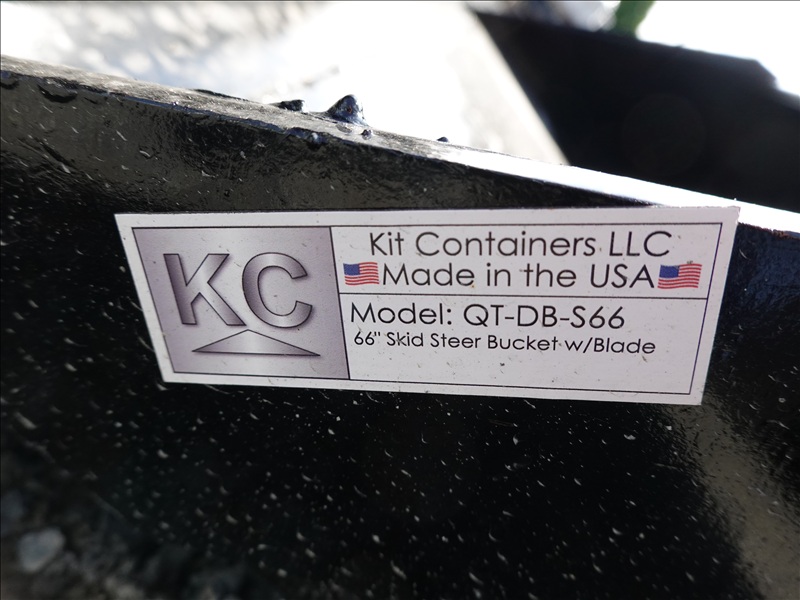 KC
Kit Containers LLC
Made in the USA
Model: QT-DB-S66
66" Skid Steer Bucket w/Blade